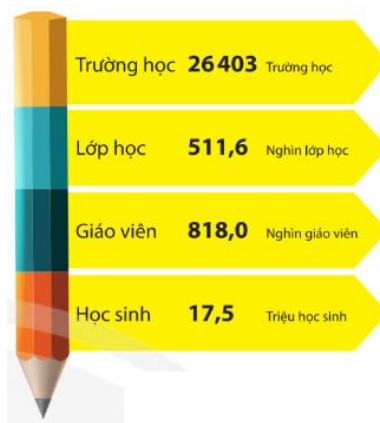 Trường học 26 403 Trường học
Lớp học 511,6 Nghìn lớp học
Giáo viên 818,0 Nghìn giáo viên
Học sinh 17,5 Triệu học sinh